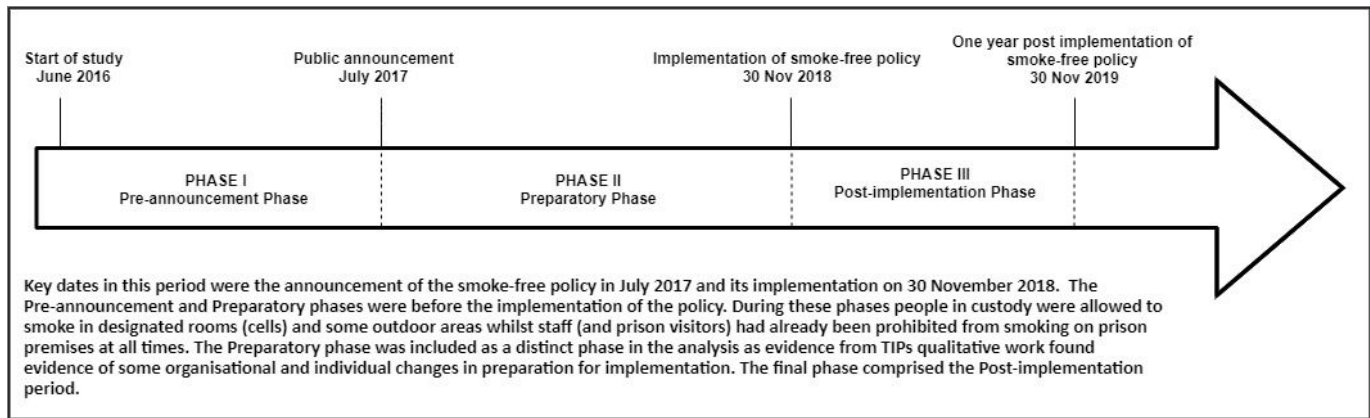 Start of study
June 2016
Public announcement
July 2017
Implementation of smoke-free policy
30 Nov 2018
One year post implementation of
smoke-free policy
30 Nov 2019
PHASE I
Pre-announcement Phase
PHASE II
Preparatory Phase
PHASE III
Post-implementation Phase
Key dates in this period were the announcement of the smoke-free policy in July 2017 and its implementation on 30 November 2018.  The
Pre-announcement and Preparatory phases were before the implementation of the policy. During these phases people in custody were allowed to
smoke in designated rooms (cells) and some outdoor areas whilst staff (and prison visitors) had already been prohibited from smoking on prison
premises at all times. The Preparatory phase was included as a distinct phase in the analysis as evidence from TIPs qualitative work found
evidence of some organisational and individual changes in preparation for implementation. The final phase comprised the Post-implementation
period.